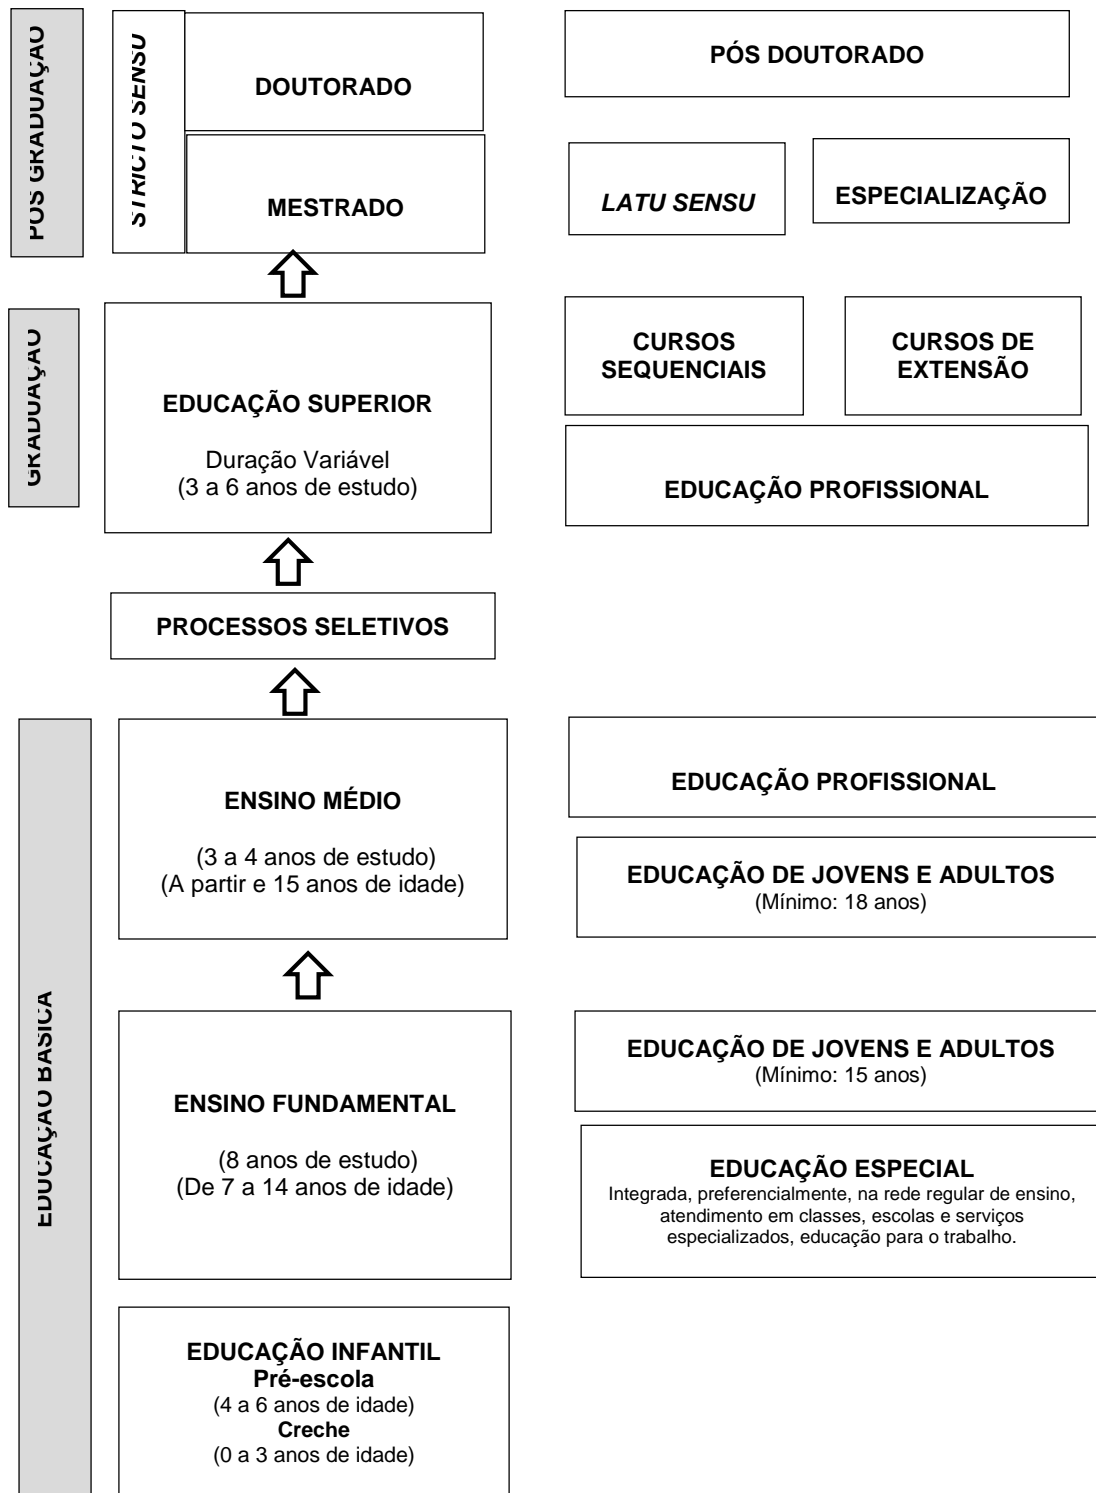 PÓS GRADUAÇÃO
STRICTO SENSU
DOUTORADO
PÓS DOUTORADO
MESTRADO
LATU SENSU
ESPECIALIZAÇÃO
GRADUAÇÃO
EDUCAÇÃO SUPERIOR
Duração Variável
(3 a 6 anos de estudo)
CURSOS
SEQUENCIAIS
CURSOS DE
EXTENSÃO
EDUCAÇÃO PROFISSIONAL
PROCESSOS SELETIVOS
EDUCAÇÃO BÁSICA
ENSINO MÉDIO
(3 a 4 anos de estudo)
(A partir e 15 anos de idade)
EDUCAÇÃO PROFISSIONAL
EDUCAÇÃO DE JOVENS E ADULTOS
(Mínimo: 18 anos)
ENSINO FUNDAMENTAL
(8 anos de estudo)
(De 7 a 14 anos de idade)
EDUCAÇÃO DE JOVENS E ADULTOS
(Mínimo: 15 anos)
EDUCAÇÃO ESPECIAL
Integrada, preferencialmente, na rede regular de ensino,
atendimento em classes, escolas e serviços
especializados, educação para o trabalho.
EDUCAÇÃO INFANTIL
Pré-escola
(4 a 6 anos de idade)
Creche
(0 a 3 anos de idade)